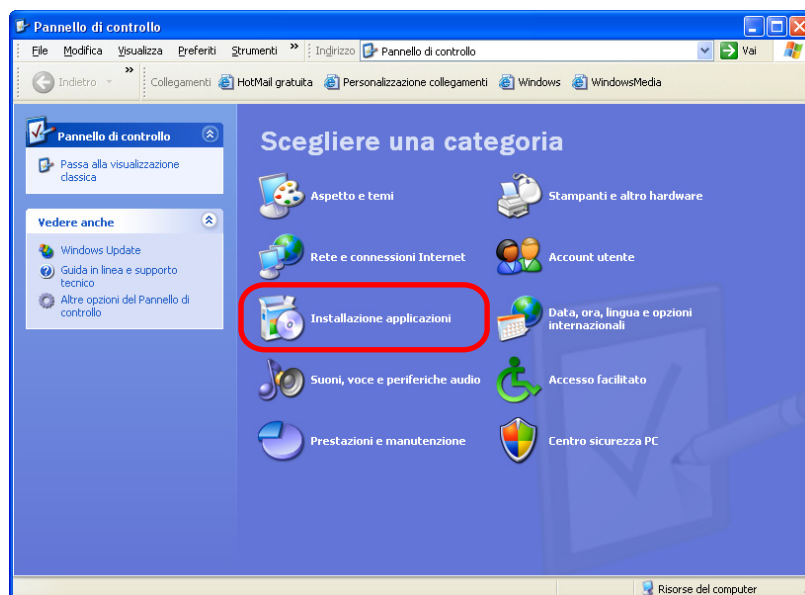 Pannello di controllo
File Modifica Visualizza Preferiti Strumenti » Indirizzo Pannello di controllo Vai
Indietro » Collegamenti HotMail gratuita Personalizzazione collegamenti Windows WindowsMedia
Pannello di controllo
Passa alla visualizzazione
classica
Vedere anche
Windows Update
Guida in linea e supporto
tecnico
Altre opzioni del Pannello di
controllo
Scegliere una categoria
Aspetto e temi
Stampanti e altro hardware
Rete e connessioni Internet
Account utente
Installazione applicazioni
Data, ora, lingua e opzioni
internazionali
Suoni, voce e periferiche audio
Accesso facilitato
Prestazioni e manutenzione
Centro sicurezza PC
Risorse del computer